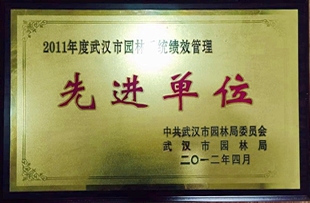 2011年度武汉市园林系统绩效管理
先进单位
中共武汉市园林局委员会
武汉市园林局
二〇一二年四月